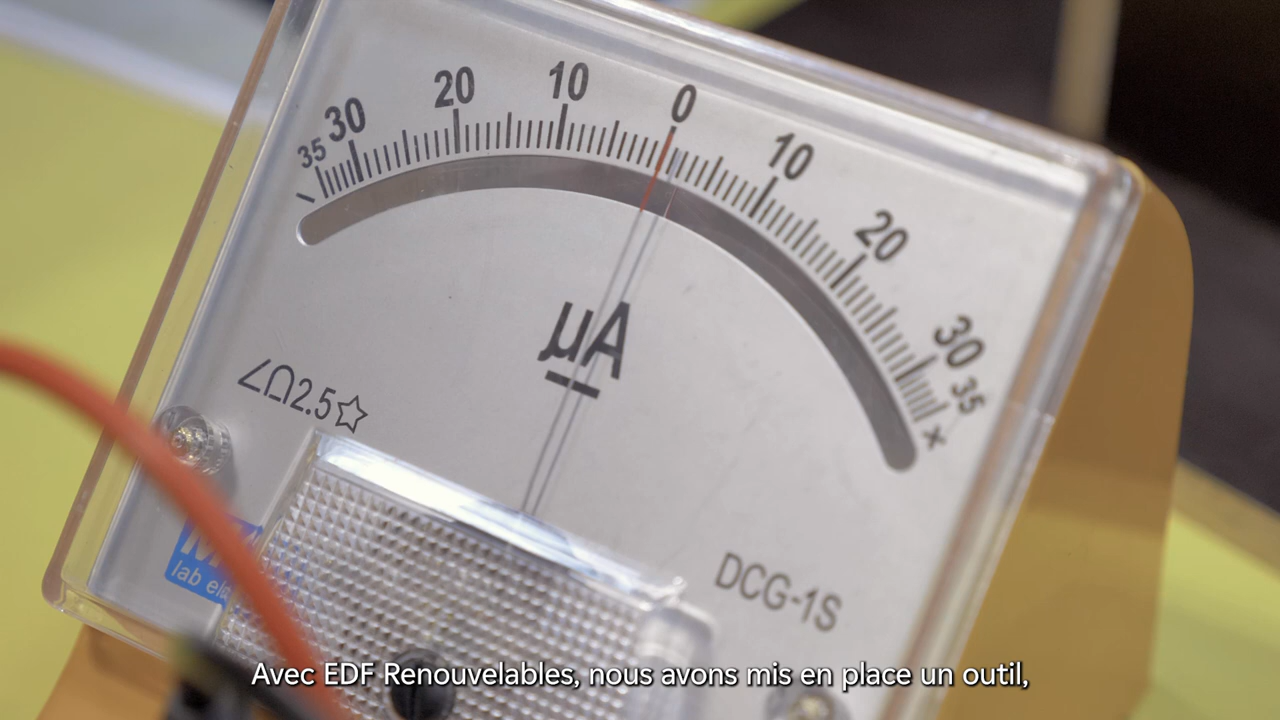 35 30 20 10 0 10 20 30 35
µA
2.5
DCG-1S
lab
Avec EDF Renouvelables, nous avons mis en place un outil,